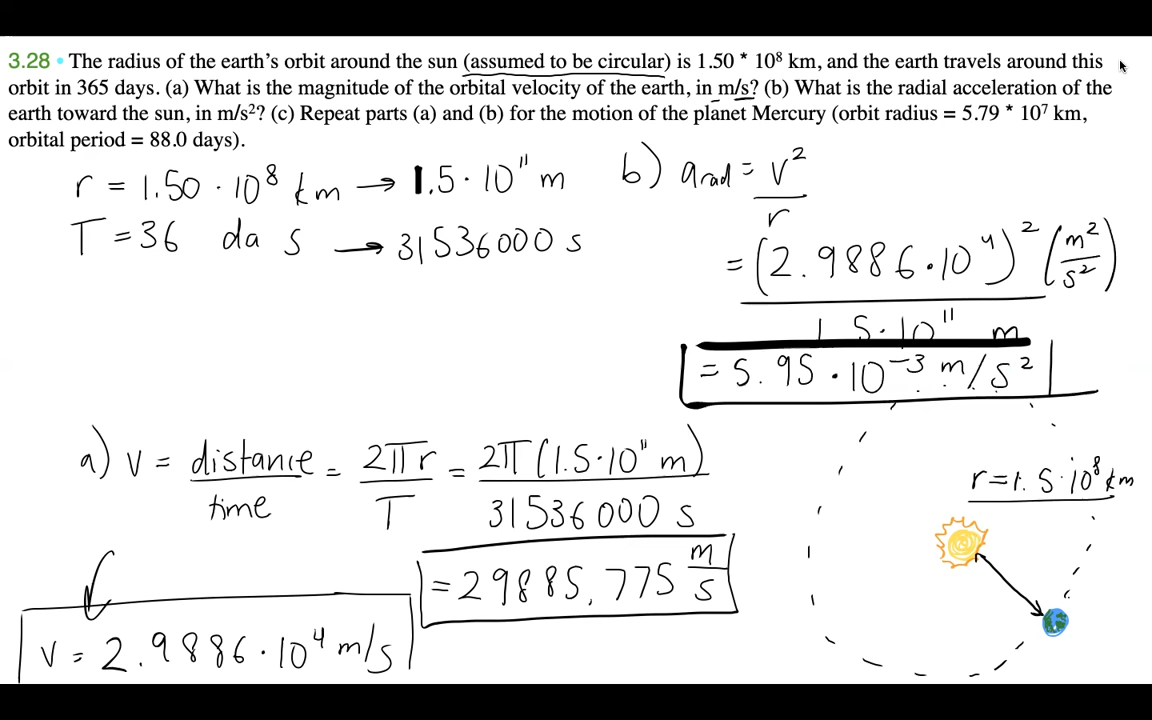 3.28 • The radius of the earth's orbit around the sun (assumed to be circular) is 1.50 * 10⁸ km, and the earth travels around this
orbit in 365 days. (a) What is the magnitude of the orbital velocity of the earth, in m/s? (b) What is the radial acceleration of the
earth toward the sun, in m/s²? (c) Repeat parts (a) and (b) for the motion of the planet Mercury (orbit radius = 5.79 * 10⁷ km,
orbital period = 88.0 days).
r = 1.50 · 10⁸ km → 1.5 · 10¹¹ m
T = 36 da s → 31536000 s
b) a rad = v²
r
= (2.9886 · 10⁴)² (m²/s²)
1 5 · 10¹¹ m
= 5.95 · 10⁻³ m/s²
a) v = distance/time = 2πr/T = 2π(1.5 · 10¹¹ m)/31536000 s
= 29885.775 m/s
v = 2.9886 · 10⁴ m/s
r = 1.5 · 10⁸ km